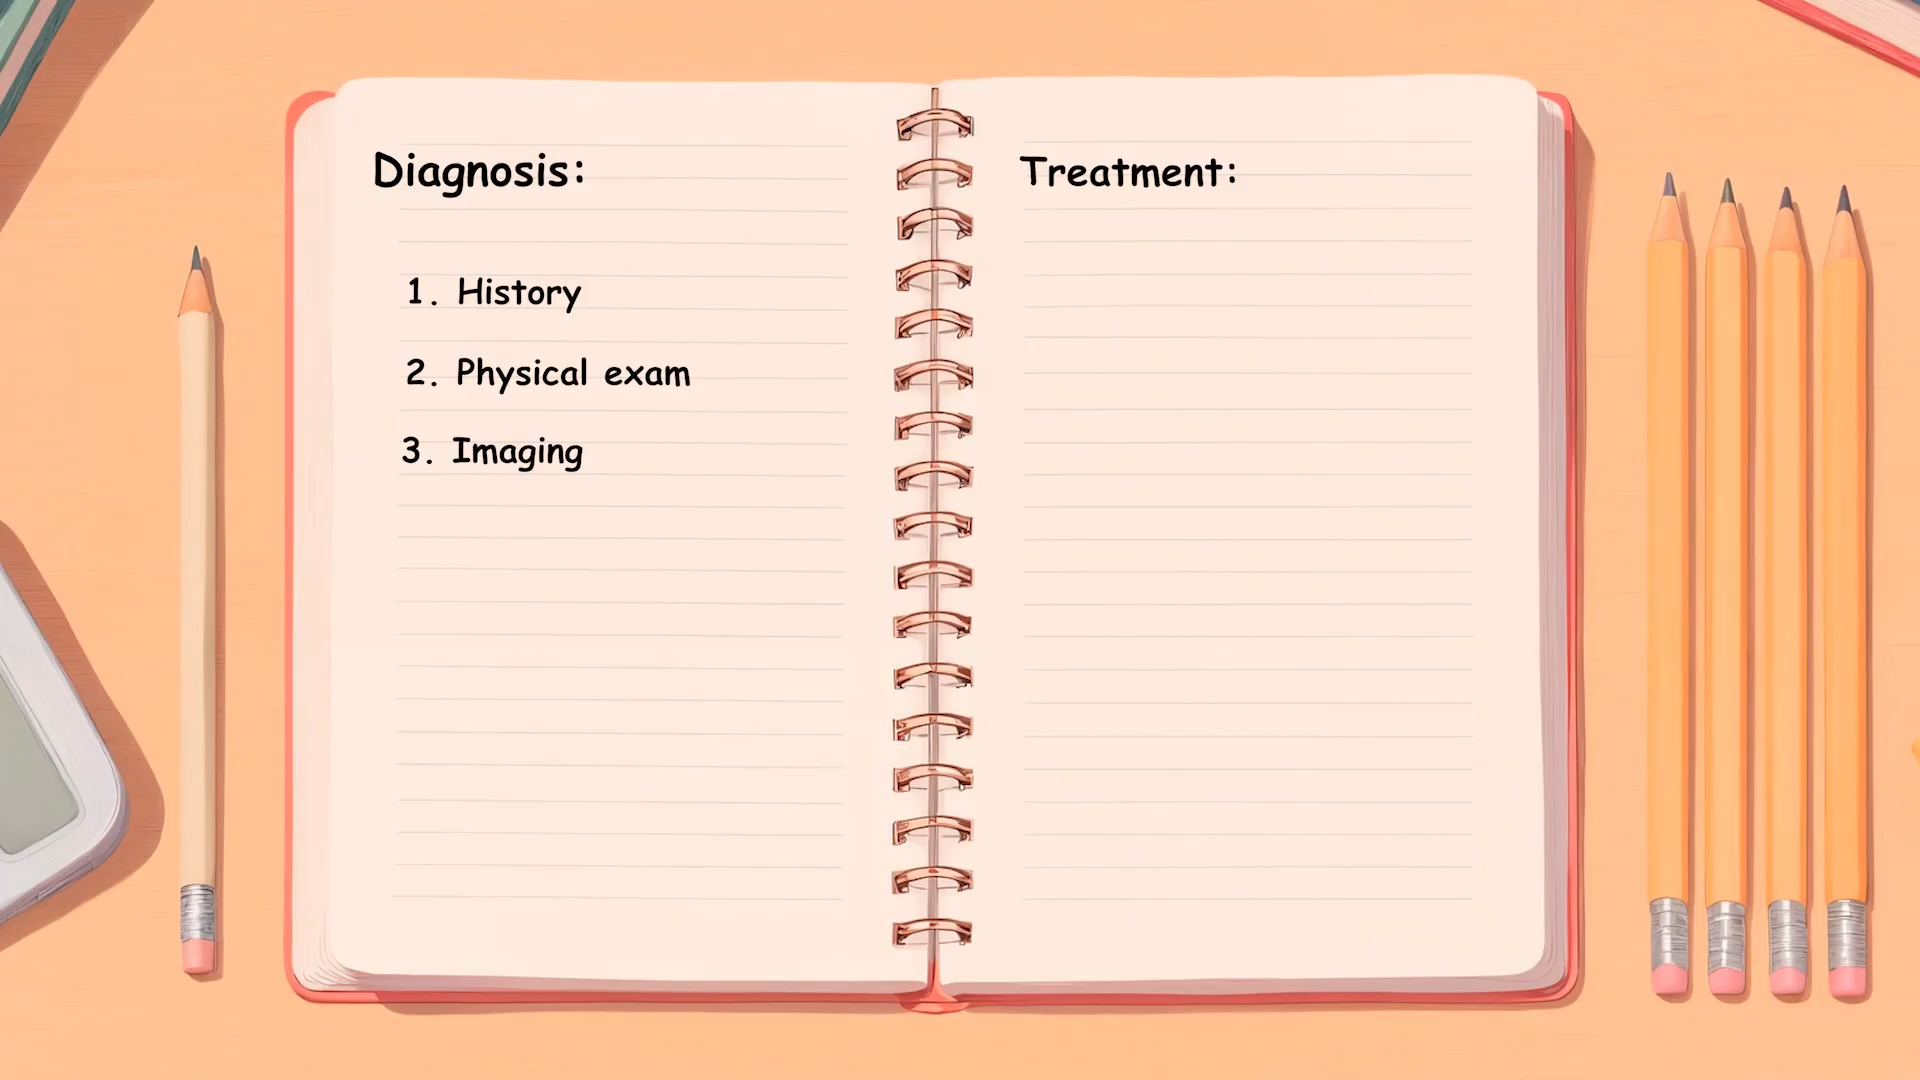 Diagnosis:
1. History
2. Physical exam
3. Imaging
Treatment: